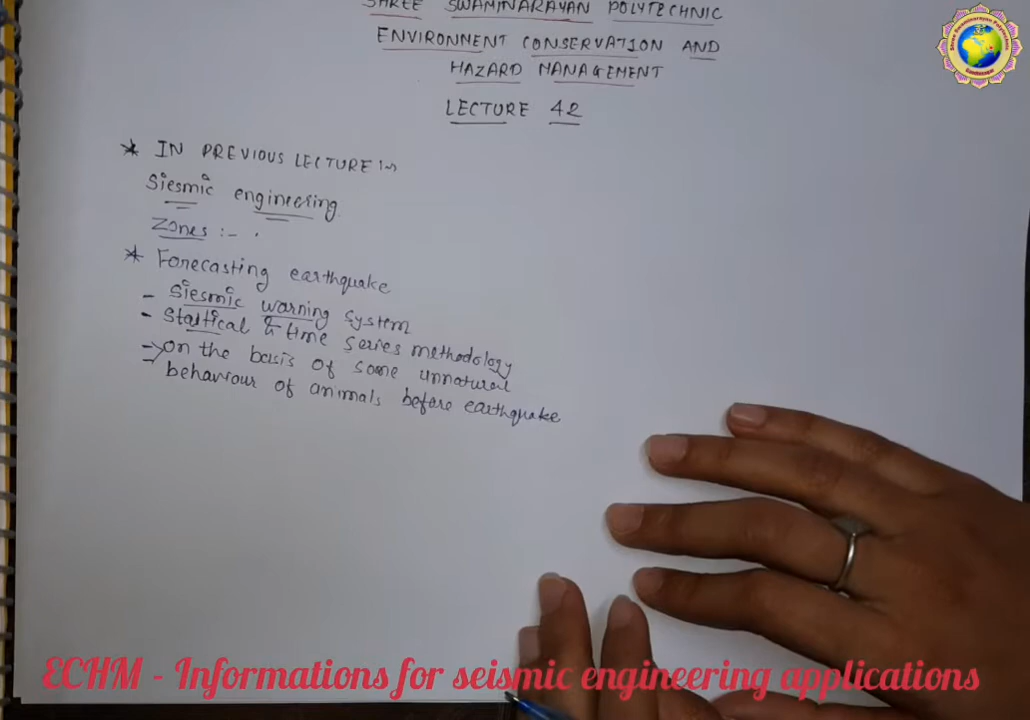 SHREE SWAMINARAYAN POLYTECHNIC
ENVIRONMENT CONSERVATION AND
HAZARD MANAGEMENT
LECTURE 42
* IN PREVIOUS LECTURE :~
Siesmic engineering
Zones :-
* Forecasting earthquake
- Siesmic warning system
- Statical & time series methodology
→ on the basis of some unnatural
behaviour of animals before earthquake
ECHM - Informations for seismic engineering applications